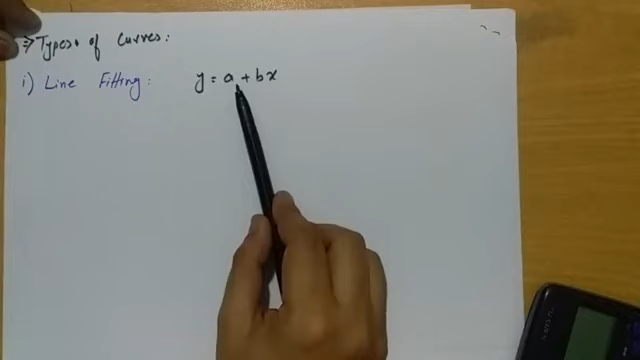 ⇒ Types of Curves:
i) Line Fitting: y = a + bx